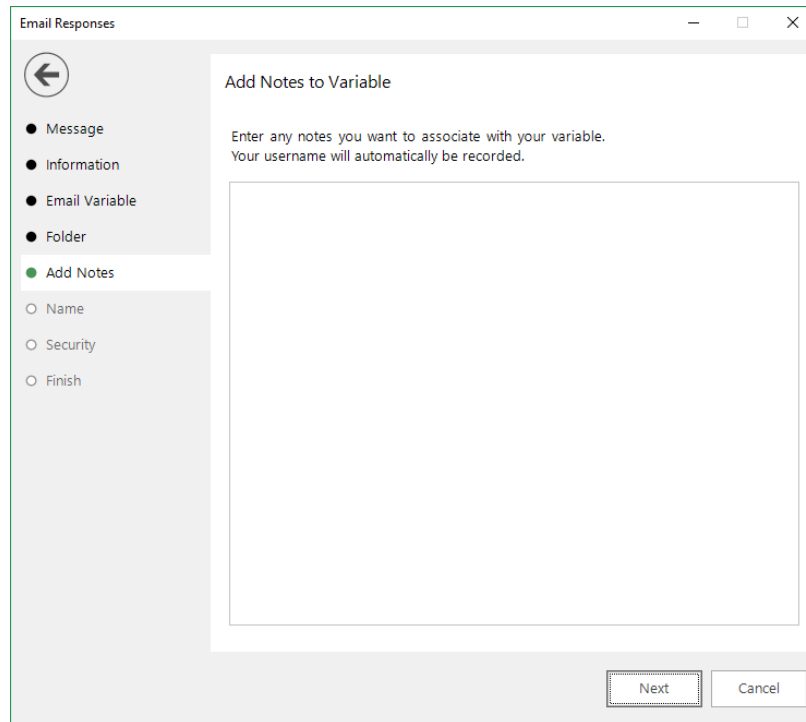 Email Responses
Message
Information
Email Variable
Folder
Add Notes
Name
Security
Finish
Add Notes to Variable
Enter any notes you want to associate with your variable.
Your username will automatically be recorded.
Next
Cancel